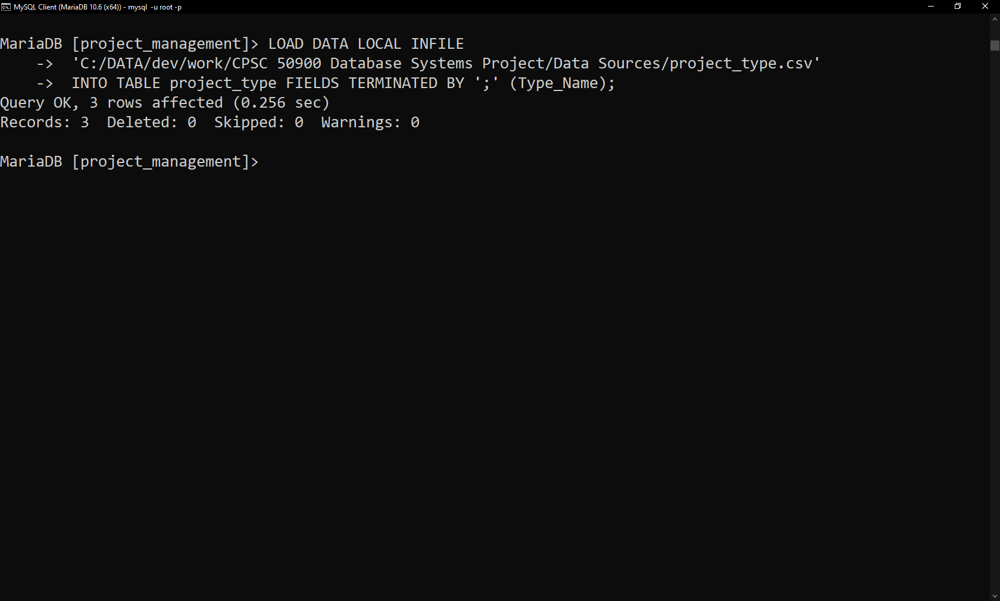 MySQL Client (MariaDB 10.6 (x64)) - mysql  -u root -p
MariaDB [project_management]> LOAD DATA LOCAL INFILE
    ->  'C:/DATA/dev/work/CPSC 50900 Database Systems Project/Data Sources/project_type.csv'
    ->  INTO TABLE project_type FIELDS TERMINATED BY ';' (Type_Name);
Query OK, 3 rows affected (0.256 sec)
Records: 3  Deleted: 0  Skipped: 0  Warnings: 0
MariaDB [project_management]>